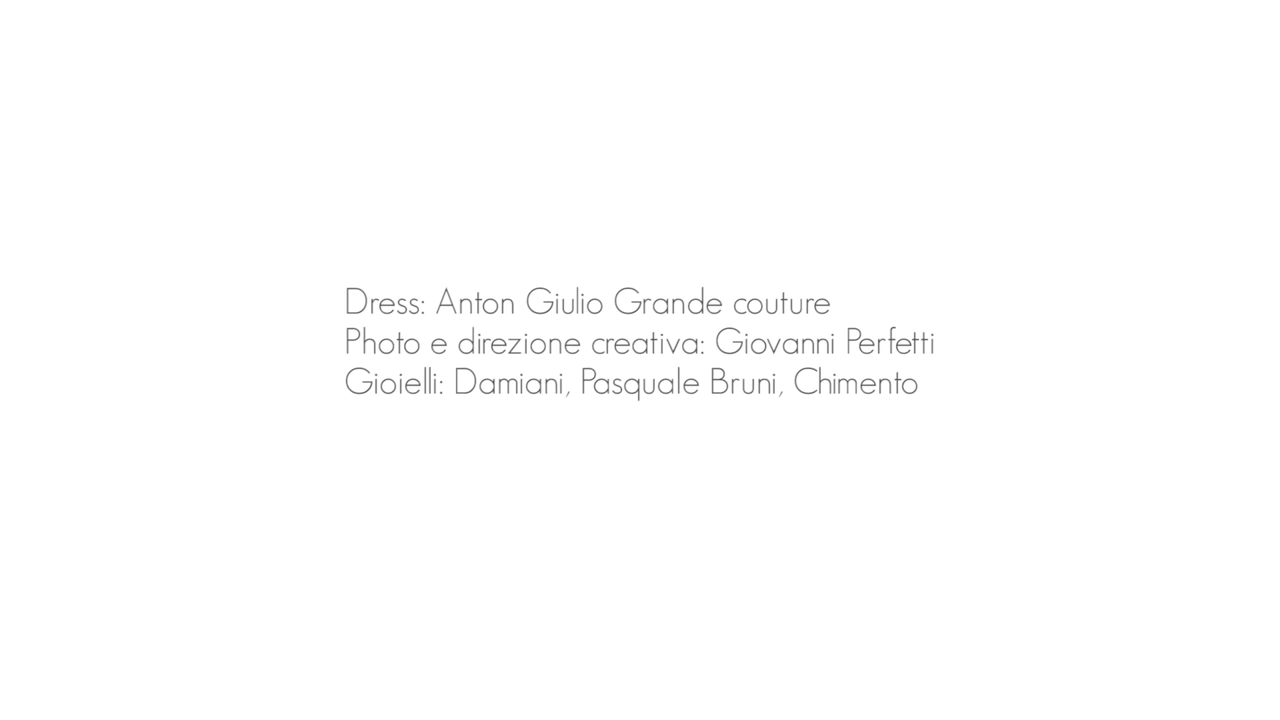 Dress: Anton Giulio Grande couture
Photo e direzione creativa: Giovanni Perfetti
Gioielli: Damiani, Pasquale Bruni, Chimento